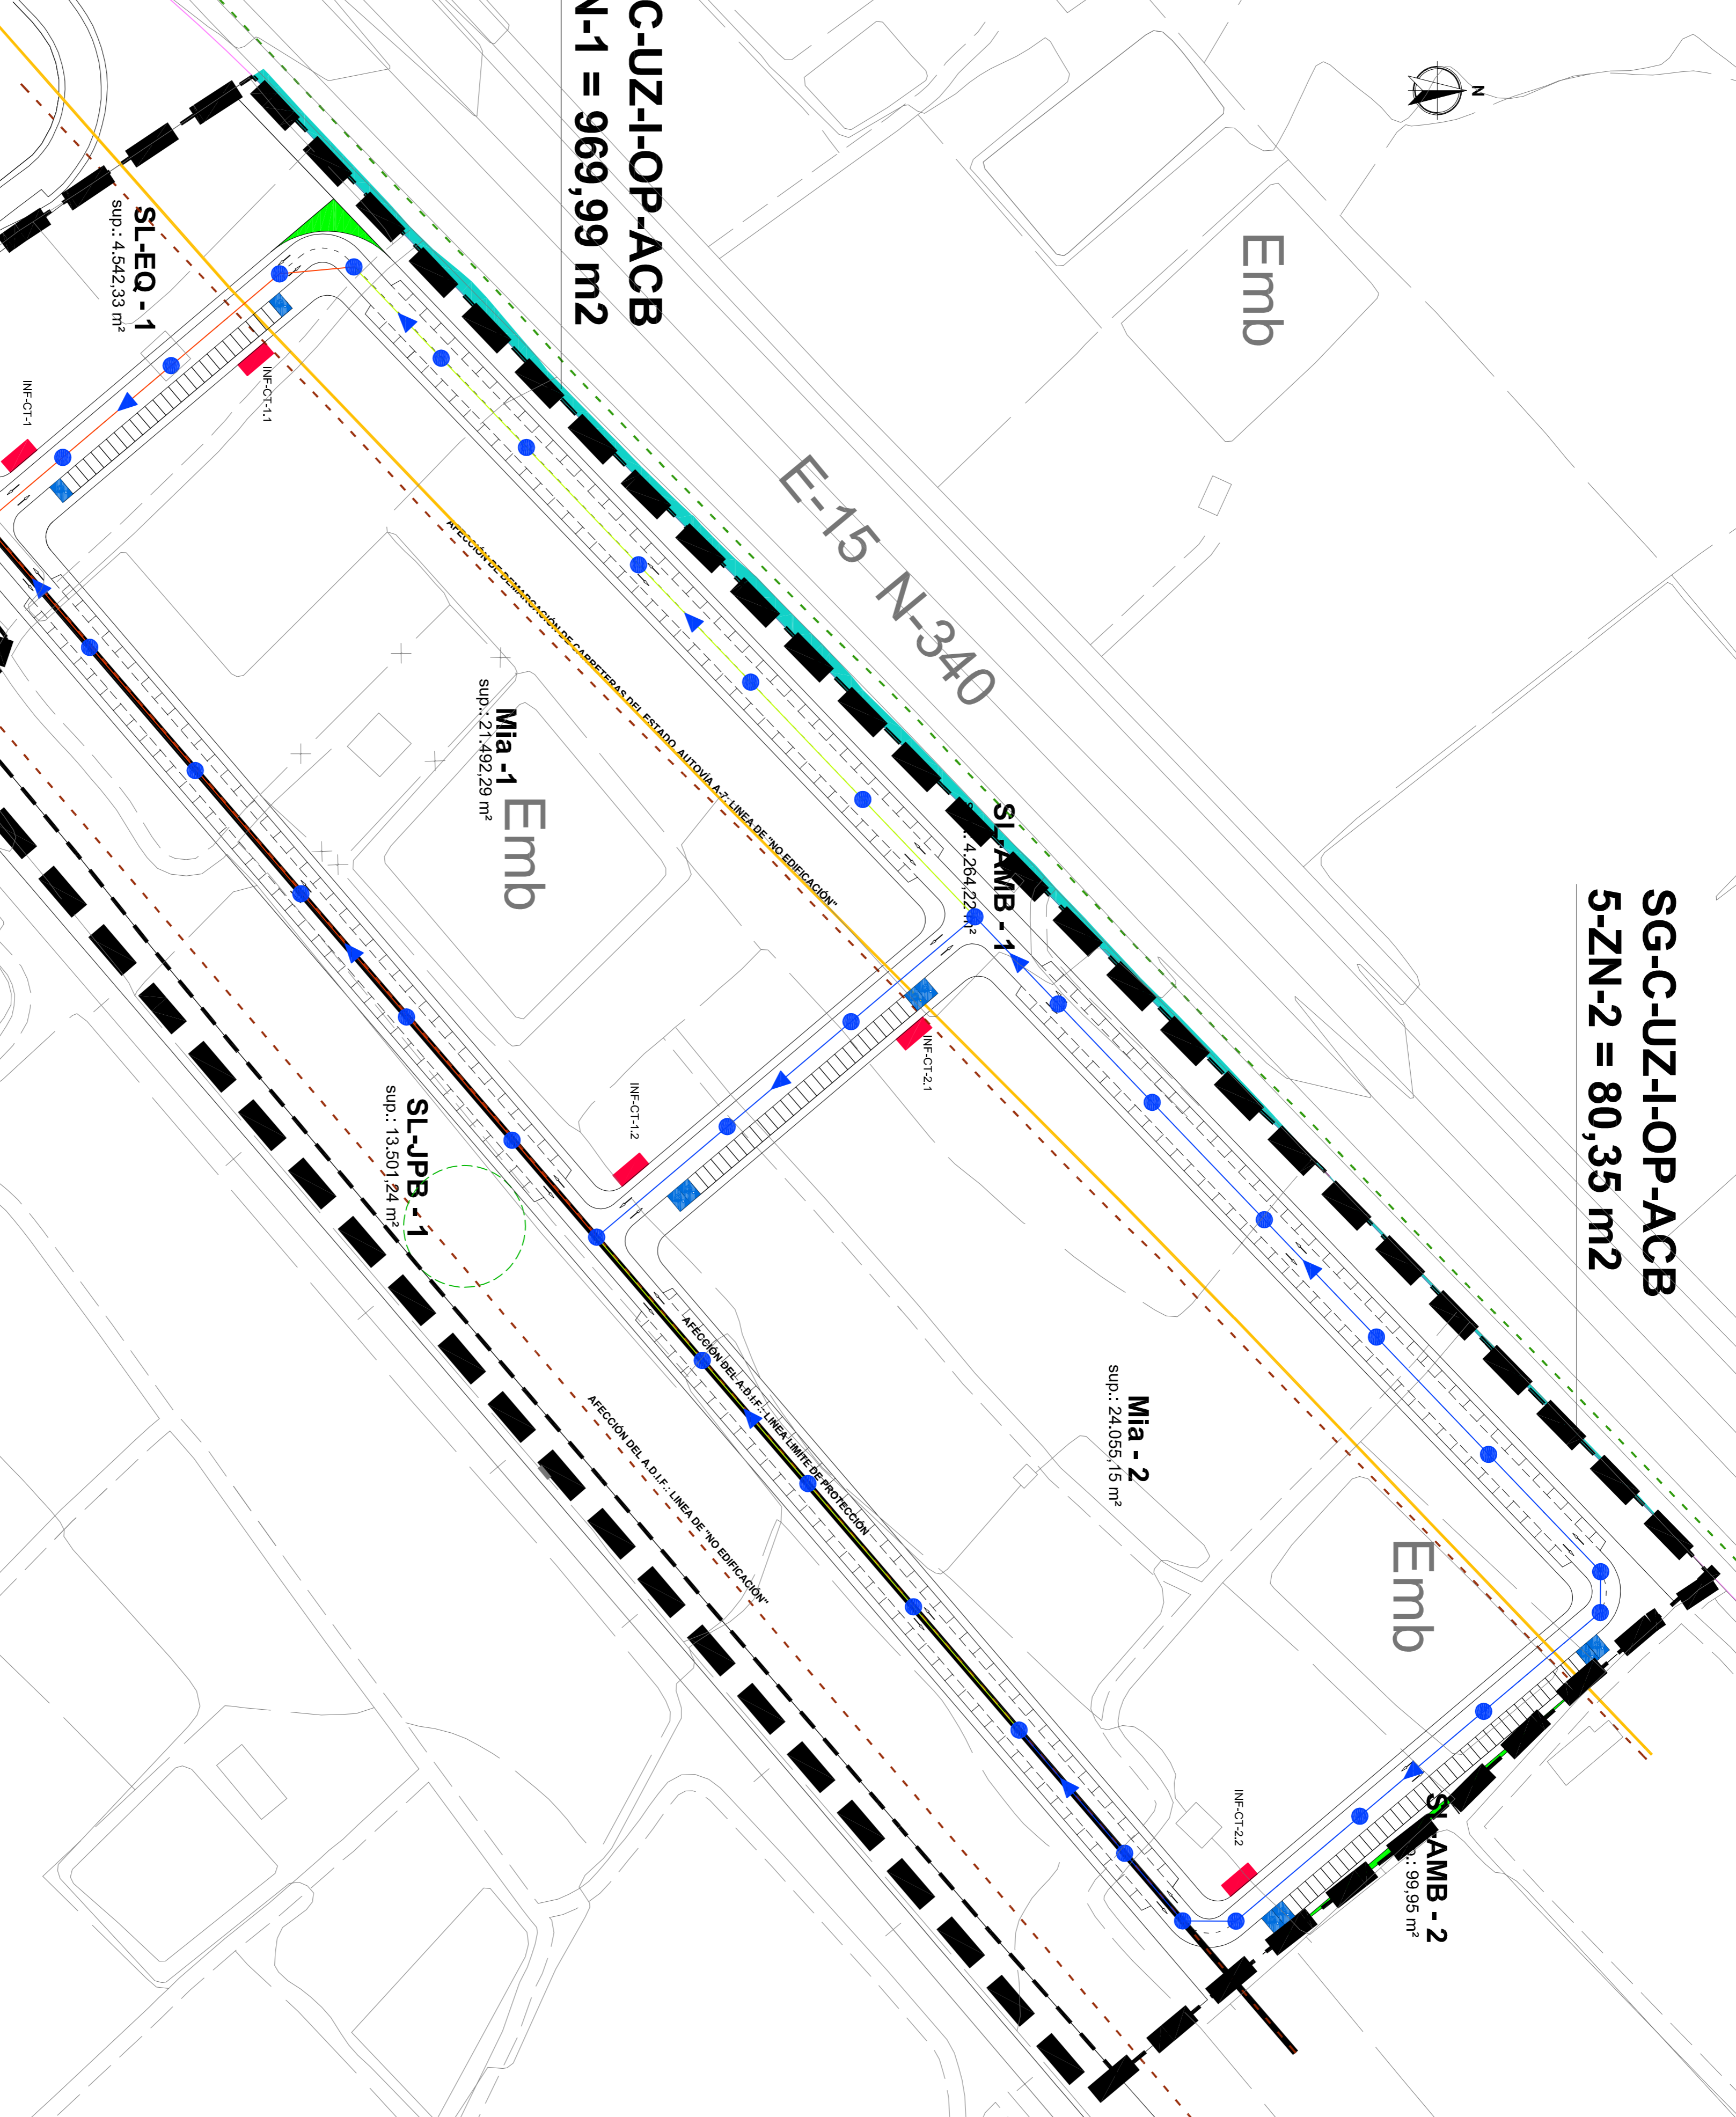 C-UZ-I-OP-ACB
N-1 = 969,99 m2
N
Emb
E-15 N-340
SL-EQ - 1
sup.: 4.542,33 m²
INF-CT-1
INF-CT-1.1
AFECCIÓN DE DEMARCACIÓN DE CARRETERAS DEL ESTADO. AUTOVÍA A-7: LINEA DE "NO EDIFICACIÓN"
Mia -1
sup.: 21.492,29 m²
Emb
SL-AMB - 1
4.264,22 m²
SG-C-UZ-I-OP-ACB
5-ZN-2 = 80,35 m2
INF-CT-2.1
INF-CT-1.2
SL-JPB - 1
sup.: 13.501,24 m²
AFECCIÓN DEL A.D.I.F.: LINEA LIMITE DE PROTECCIÓN
AFECCIÓN DEL A.D.I.F.: LINEA DE "NO EDIFICACIÓN"
Mia - 2
sup.: 24.055,15 m²
Emb
INF-CT-2.2
SL-AMB - 2
99,95 m²